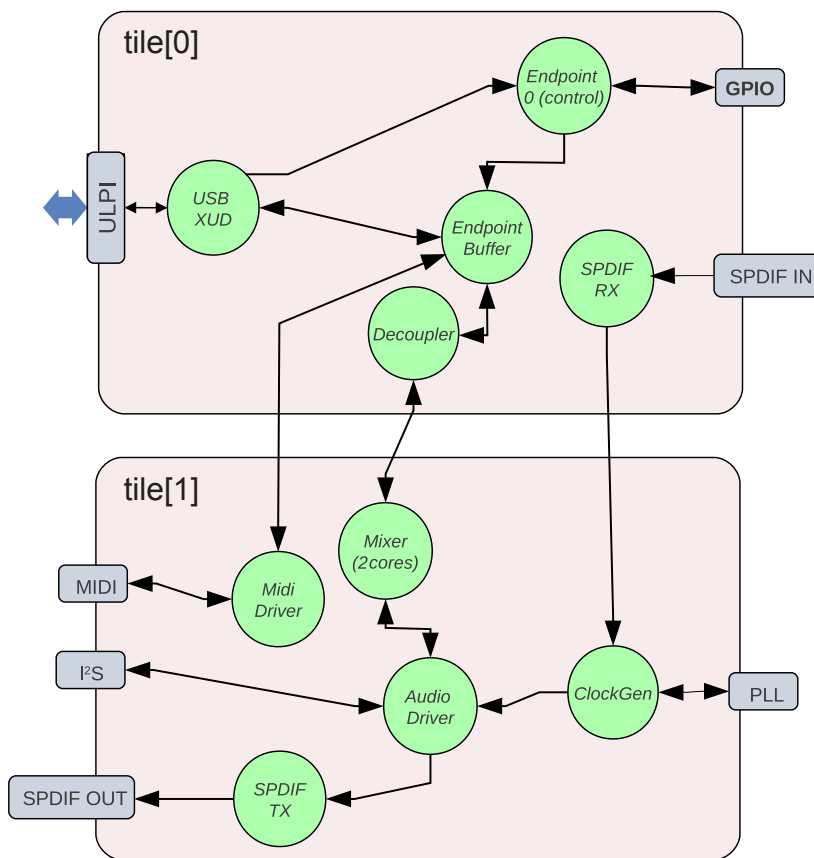 tile[0]
Endpoint
0 (control)
GPIO
ULPI
USB
XUD
Endpoint
Buffer
SPDIF
RX
SPDIF IN
Decoupler
tile[1]
Mixer
(2cores)
MIDI
Midi
Driver
I²S
Audio
Driver
ClockGen
PLL
SPDIF OUT
SPDIF
TX